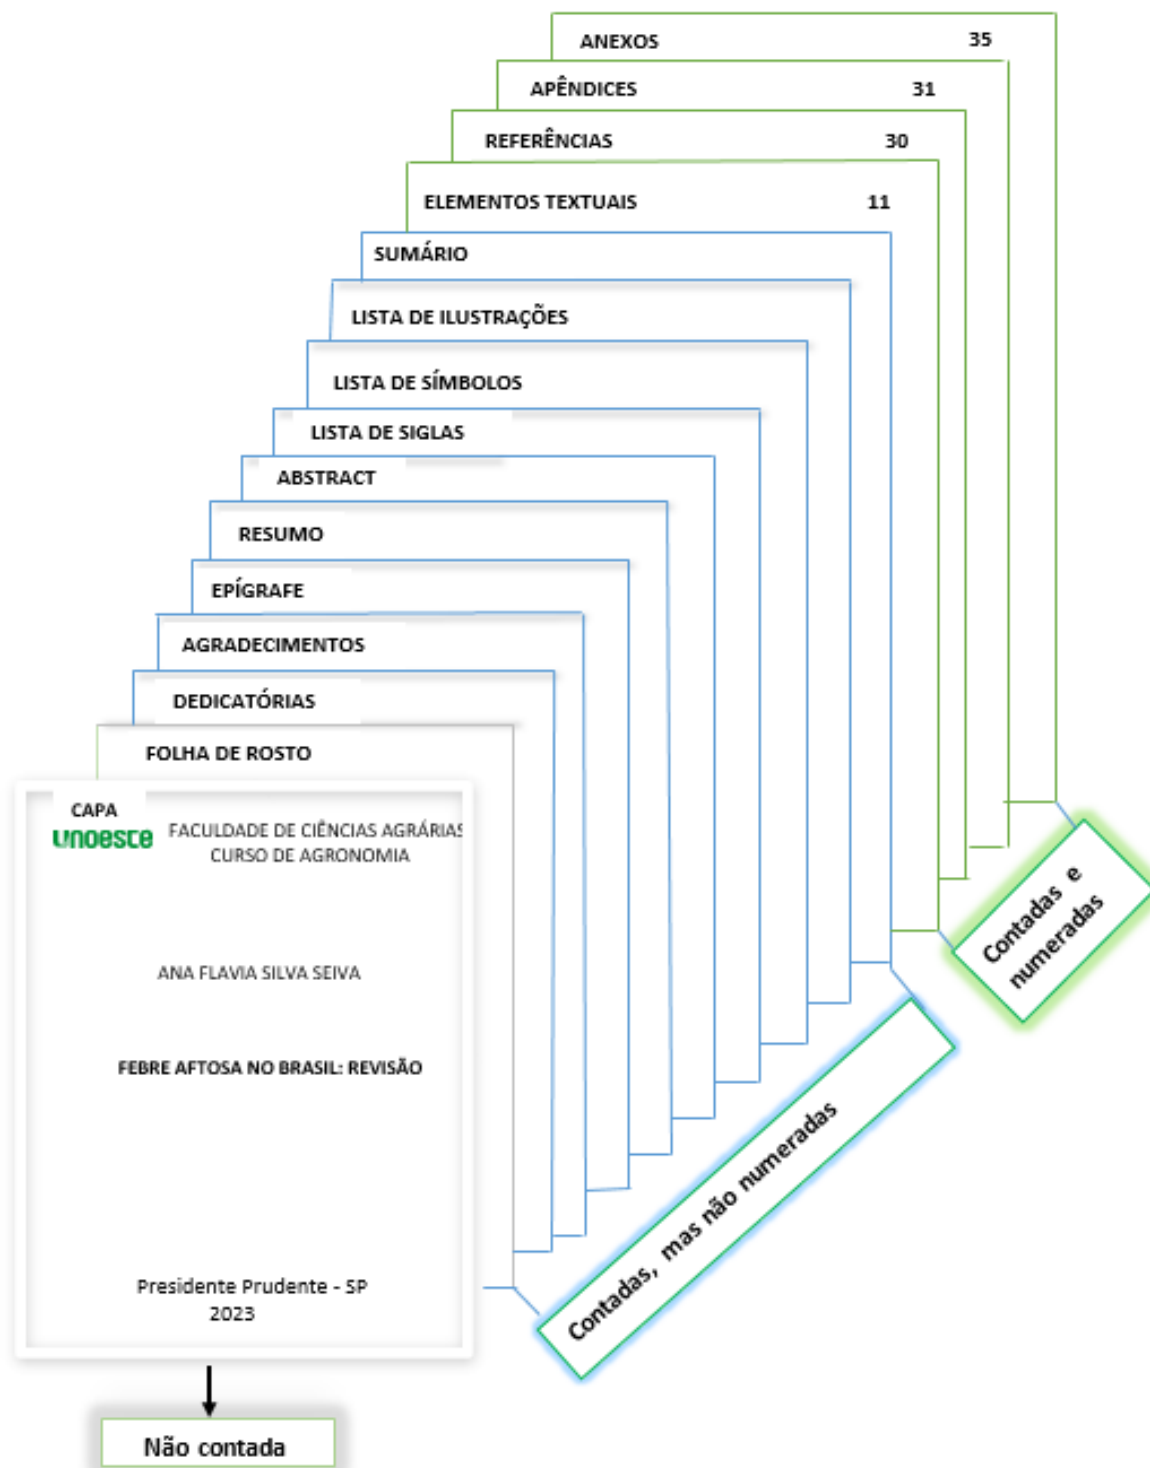 ANEXOS 35
APÊNDICES 31
REFERÊNCIAS 30
ELEMENTOS TEXTUAIS 11
SUMÁRIO
LISTA DE ILUSTRAÇÕES
LISTA DE SÍMBOLOS
LISTA DE SIGLAS
ABSTRACT
RESUMO
EPÍGRAFE
AGRADECIMENTOS
DEDICATÓRIAS
FOLHA DE ROSTO
CAPA
unoeste
FACULDADE DE CIÊNCIAS AGRÁRIAS
CURSO DE AGRONOMIA
ANA FLAVIA SILVA SEIVA
FEBRE AFTOSA NO BRASIL: REVISÃO
Presidente Prudente - SP
2023
Não contada
Contadas, mas não numeradas
Contadas e
numeradas